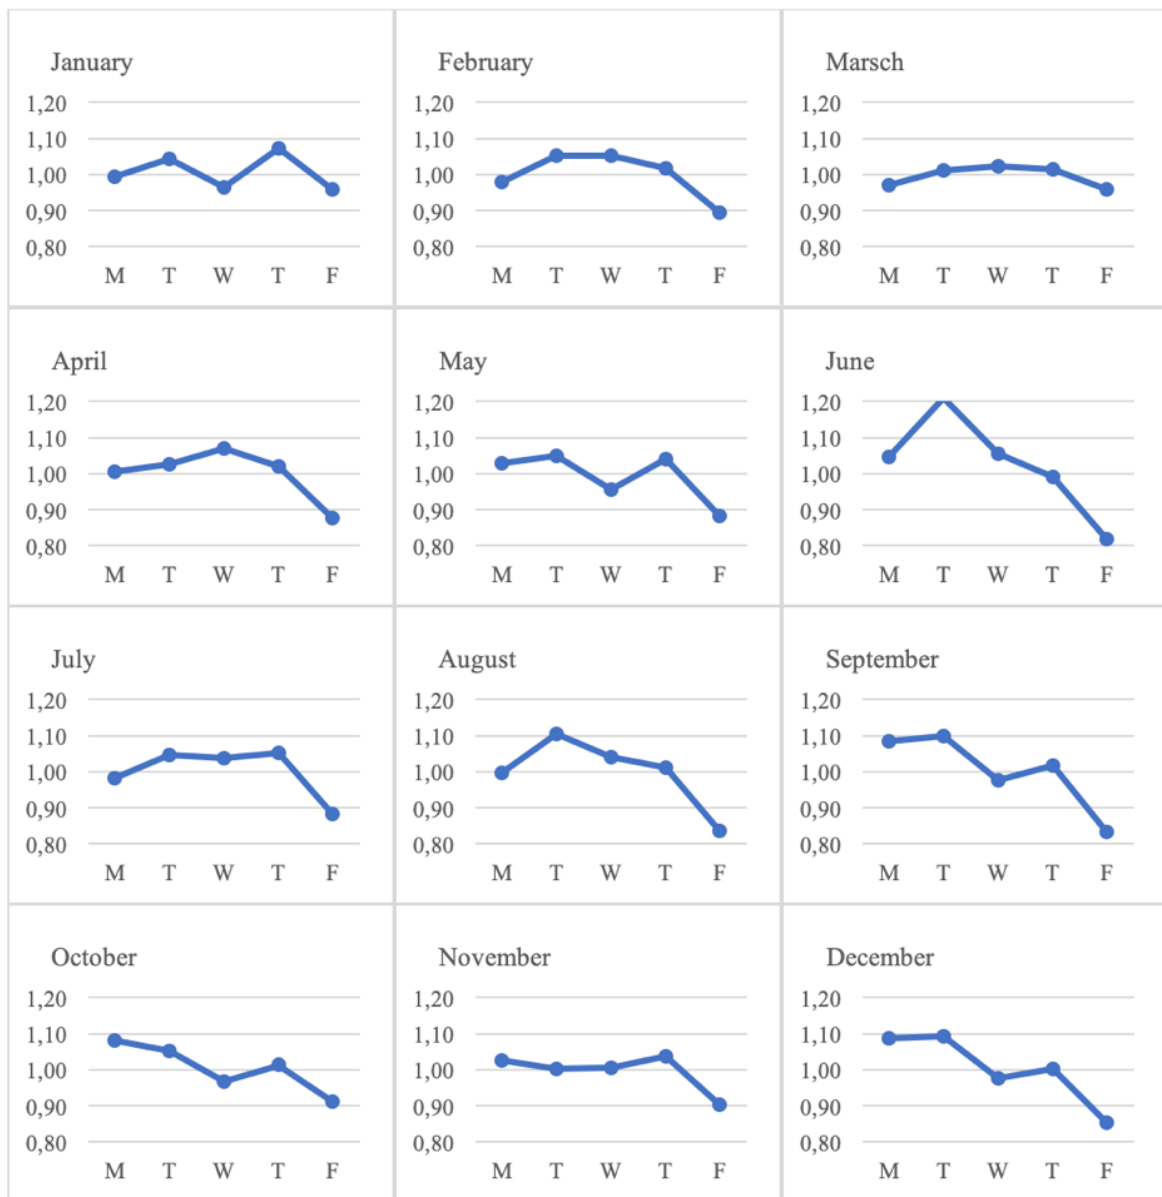 January
1,20
1,10
1,00
0,90
0,80
M T W T F
February
1,20
1,10
1,00
0,90
0,80
M T W T F
Marsch
1,20
1,10
1,00
0,90
0,80
M T W T F
April
1,20
1,10
1,00
0,90
0,80
M T W T F
May
1,20
1,10
1,00
0,90
0,80
M T W T F
June
1,20
1,10
1,00
0,90
0,80
M T W T F
July
1,20
1,10
1,00
0,90
0,80
M T W T F
August
1,20
1,10
1,00
0,90
0,80
M T W T F
September
1,20
1,10
1,00
0,90
0,80
M T W T F
October
1,20
1,10
1,00
0,90
0,80
M T W T F
November
1,20
1,10
1,00
0,90
0,80
M T W T F
December
1,20
1,10
1,00
0,90
0,80
M T W T F